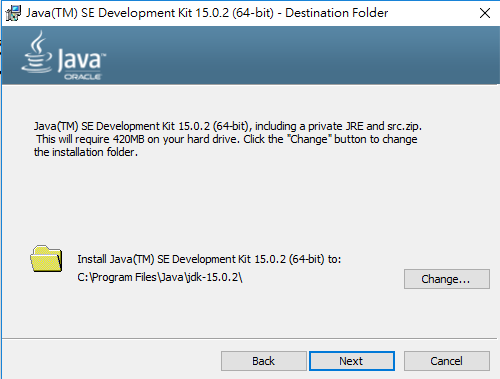 Java(TM) SE Development Kit 15.0.2 (64-bit) - Destination Folder
Java™
ORACLE
Java(TM) SE Development Kit 15.0.2 (64-bit), including a private JRE and src.zip.
This will require 420MB on your hard drive. Click the "Change" button to change
the installation folder.
Install Java(TM) SE Development Kit 15.0.2 (64-bit) to:
C:\Program Files\Java\jdk-15.0.2\
Change...
Back
Next
Cancel